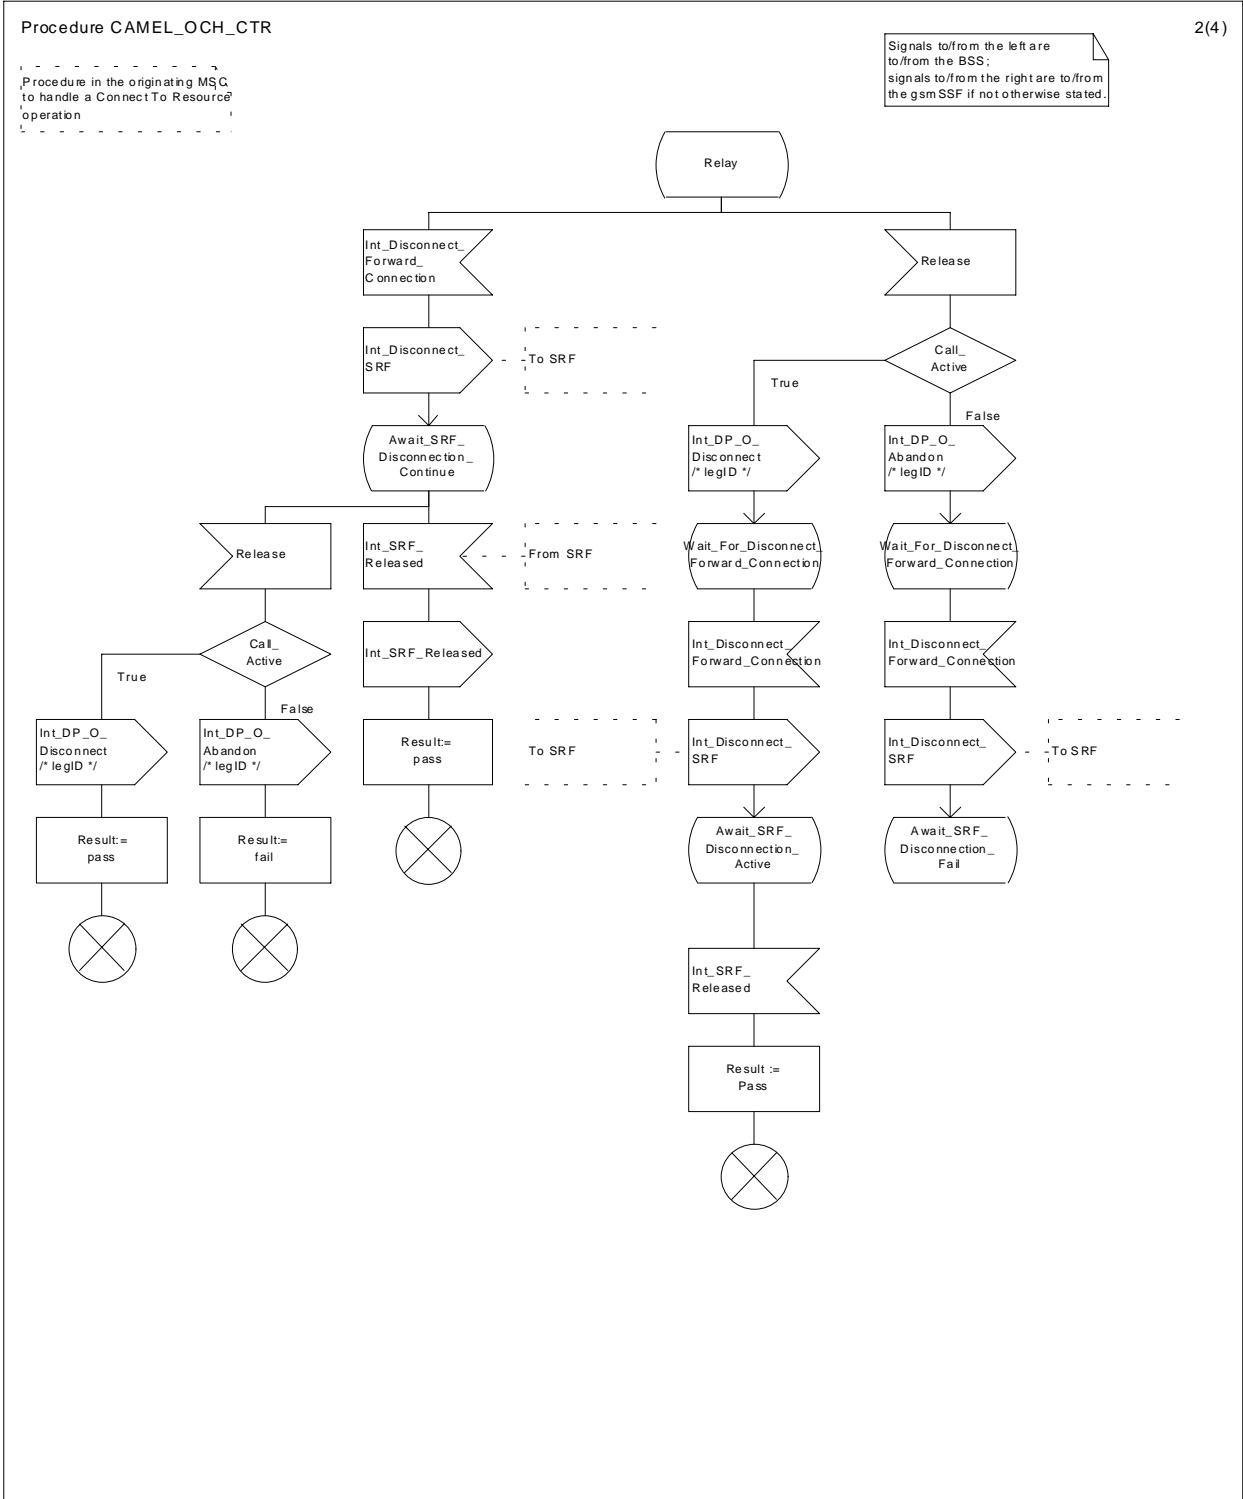 Procedure CAMEL_OCH_CTR
2(4)
Procedure in the originating MSC
to handle a Connect To Resource
operation
Signals to/from the left are
to/from the BSS;
signals to/from the right are to/from
the gsmSSF if not otherwise stated.
Relay
Int_Disconnect_
Forward_
Connection
Release
Int_Disconnect_
SRF
To SRF
Call_
Active
True
False
Await_SRF_
Disconnection_
Continue
Int_DP_O_
Disconnect
/* legID */
Int_DP_O_
Abandon
/* legID */
Release
Int_SRF_
Released
From SRF
Wait_For_Disconnect_
Forward_Connection
Wait_For_Disconnect_
Forward_Connection
Call_
Active
True
False
Int_SRF_Released
Int_Disconnect_
Forward_Connection
Int_Disconnect_
Forward_Connection
Int_DP_O_
Disconnect
/* legID */
Int_DP_O_
Abandon
/* legID */
Result:=
pass
To SRF
Int_Disconnect_
SRF
Int_Disconnect_
SRF
To SRF
Result:=
pass
Result:=
fail
Await_SRF_
Disconnection_
Active
Await_SRF_
Disconnection_
Fail
Int_SRF_
Released
Result :=
Pass